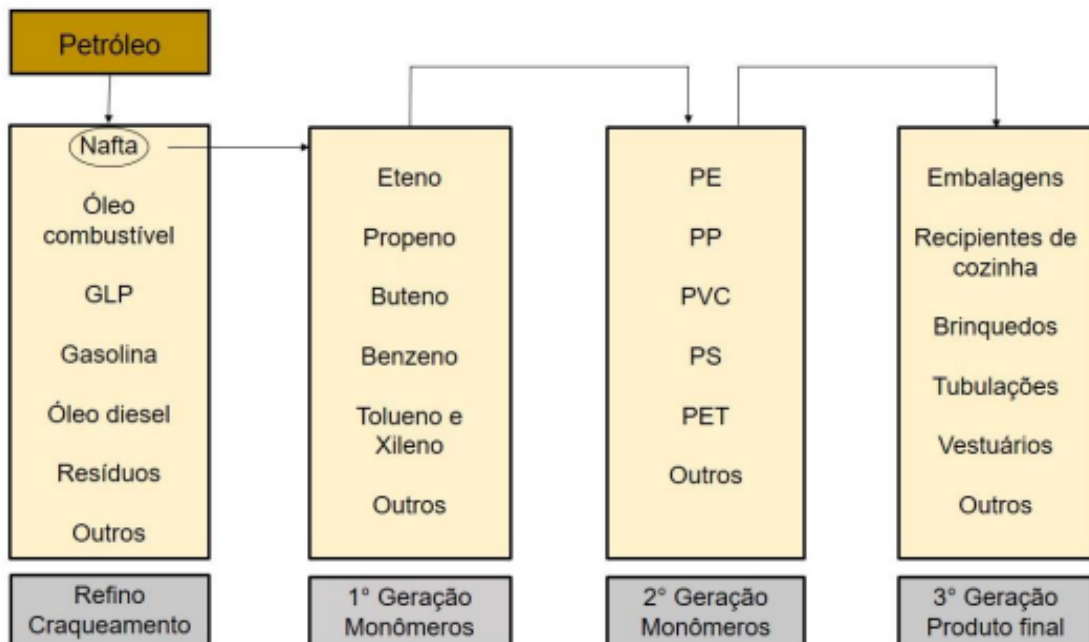 Petróleo
Nafta
Óleo
combustível
GLP
Gasolina
Óleo diesel
Resíduos
Outros
Refino
Craqueamento
Eteno
Propeno
Buteno
Benzeno
Tolueno e
Xileno
Outros
1° Geração
Monômeros
PE
PP
PVC
PS
PET
Outros
2° Geração
Monômeros
Embalagens
Recipientes de
cozinha
Brinquedos
Tubulações
Vestuários
Outros
3° Geração
Produto final